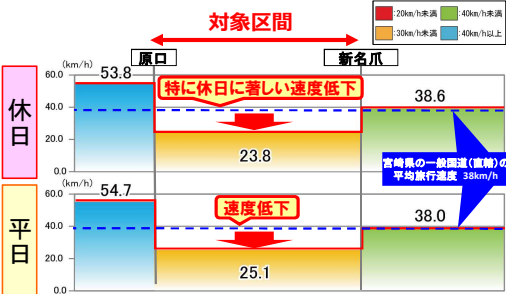 対象区間
:20km/h未満
:40km/h未満
:30km/h未満
:40km/h以上
原口
新名爪
休日
(km/h)
60.0
40.0
20.0
0.0
53.8
特に休日に著しい速度低下
23.8
38.6
宮崎県の一般国道(直轄)の
平均旅行速度 38km/h
平日
(km/h)
60.0
40.0
20.0
0.0
54.7
速度低下
25.1
38.0